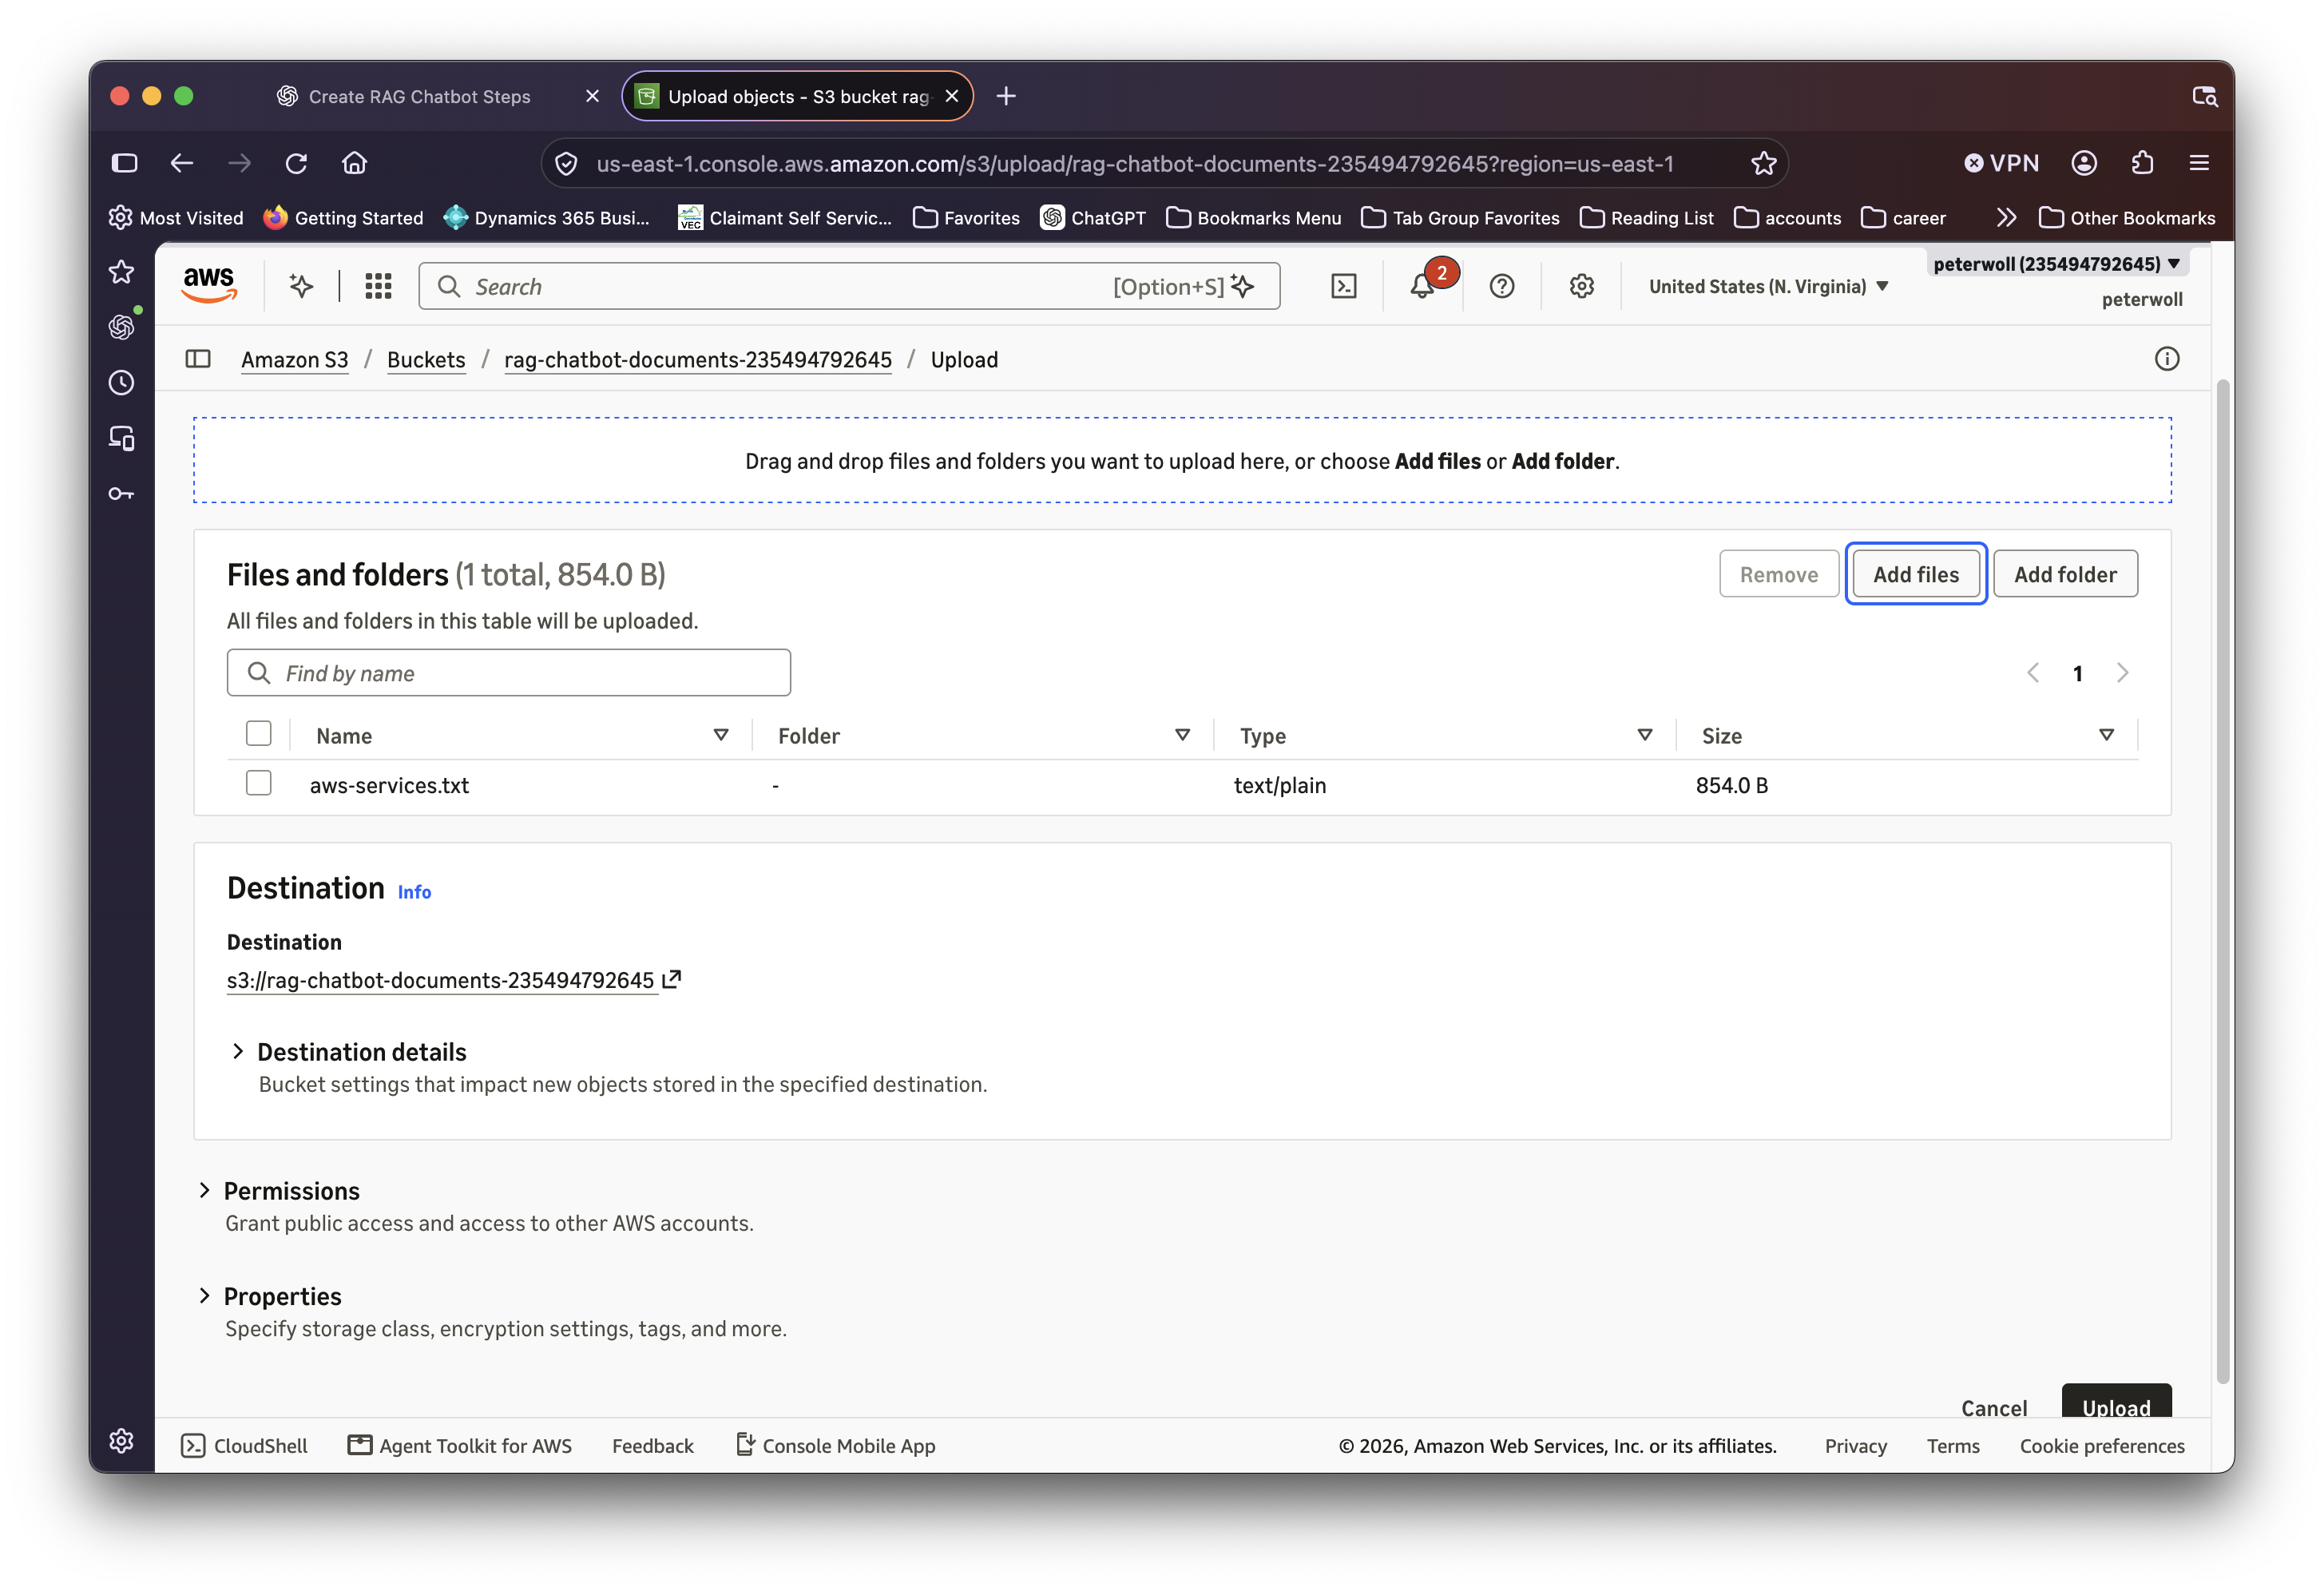 Create RAG Chatbot Steps
Upload objects - S3 bucket rag-
us-east-1.console.aws.amazon.com/s3/upload/rag-chatbot-documents-235494792645?region=us-east-1
VPN
Most Visited
Getting Started
Dynamics 365 Busi...
VEC
Claimant Self Servic...
Favorites
ChatGPT
Bookmarks Menu
Tab Group Favorites
Reading List
accounts
career
Other Bookmarks
aws
Search
[Option+S]
2
United States (N. Virginia)
peterwoll (235494792645)
peterwoll
Amazon S3 / Buckets / rag-chatbot-documents-235494792645 / Upload
Drag and drop files and folders you want to upload here, or choose Add files or Add folder.
Files and folders (1 total, 854.0 B)
Remove
Add files
Add folder
All files and folders in this table will be uploaded.
Find by name
1
Name
Folder
Type
Size
aws-services.txt
-
text/plain
854.0 B
Destination Info
Destination
s3://rag-chatbot-documents-235494792645
Destination details
Bucket settings that impact new objects stored in the specified destination.
Permissions
Grant public access and access to other AWS accounts.
Properties
Specify storage class, encryption settings, tags, and more.
Cancel
Upload
CloudShell
Agent Toolkit for AWS
Feedback
Console Mobile App
© 2026, Amazon Web Services, Inc. or its affiliates.
Privacy
Terms
Cookie preferences